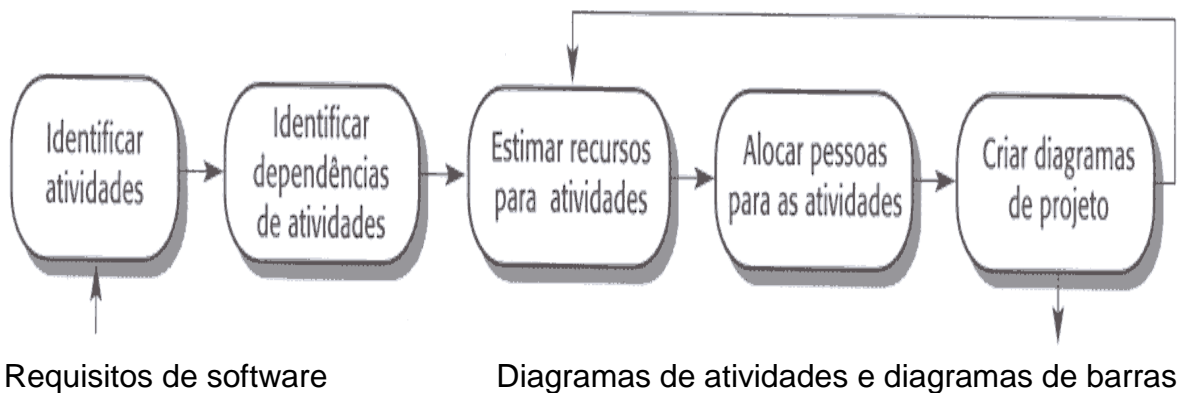 Identificar
atividades
Identificar
dependências
de atividades
Estimar recursos
para atividades
Alocar pessoas
para as atividades
Criar diagramas
de projeto
Requisitos de software
Diagramas de atividades e diagramas de barras